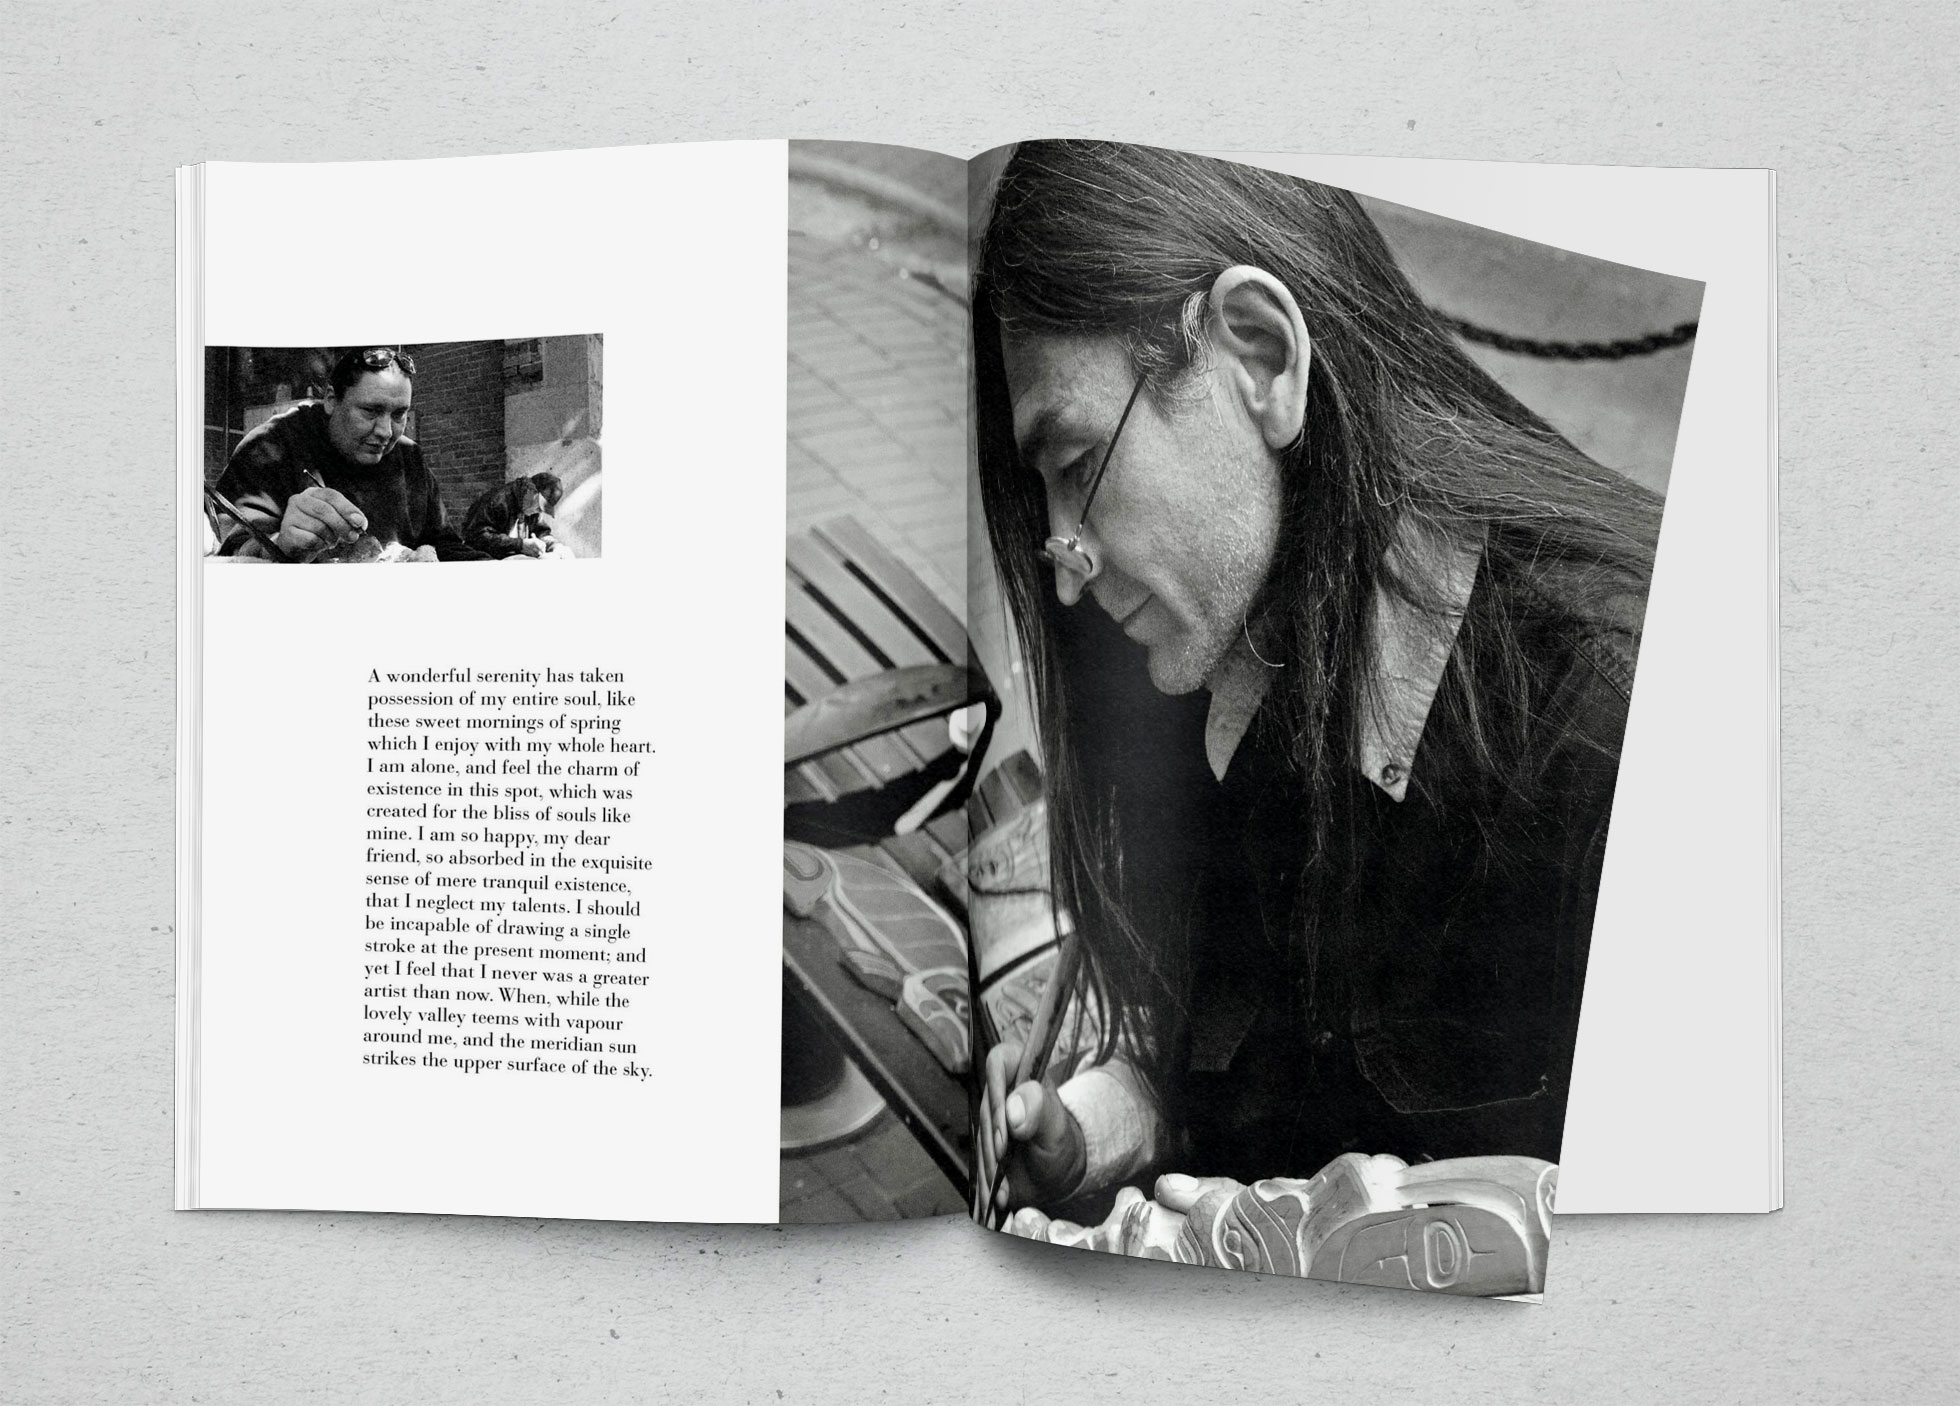 A wonderful serenity has taken
possession of my entire soul, like
these sweet mornings of spring
which I enjoy with my whole heart.
I am alone, and feel the charm of
existence in this spot, which was
created for the bliss of souls like
mine. I am so happy, my dear
friend, so absorbed in the exquisite
sense of mere tranquil existence,
that I neglect my talents. I should
be incapable of drawing a single
stroke at the present moment; and
yet I feel that I never was a greater
artist than now. When, while the
lovely valley teems with vapour
around me, and the meridian sun
strikes the upper surface of the sky.